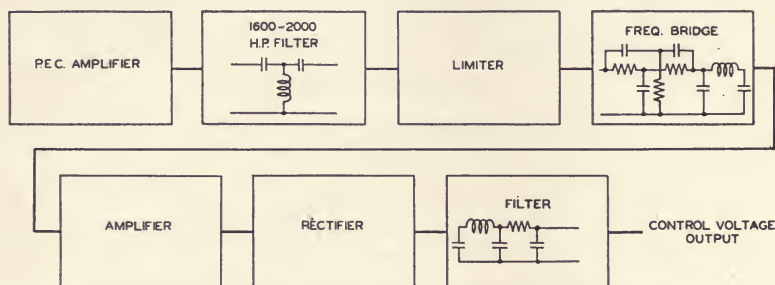 P.E.C. AMPLIFIER
1600-2000
H.P. FILTER
LIMITER
FREQ. BRIDGE
AMPLIFIER
RECTIFIER
FILTER
CONTROL VOLTAGE
OUTPUT